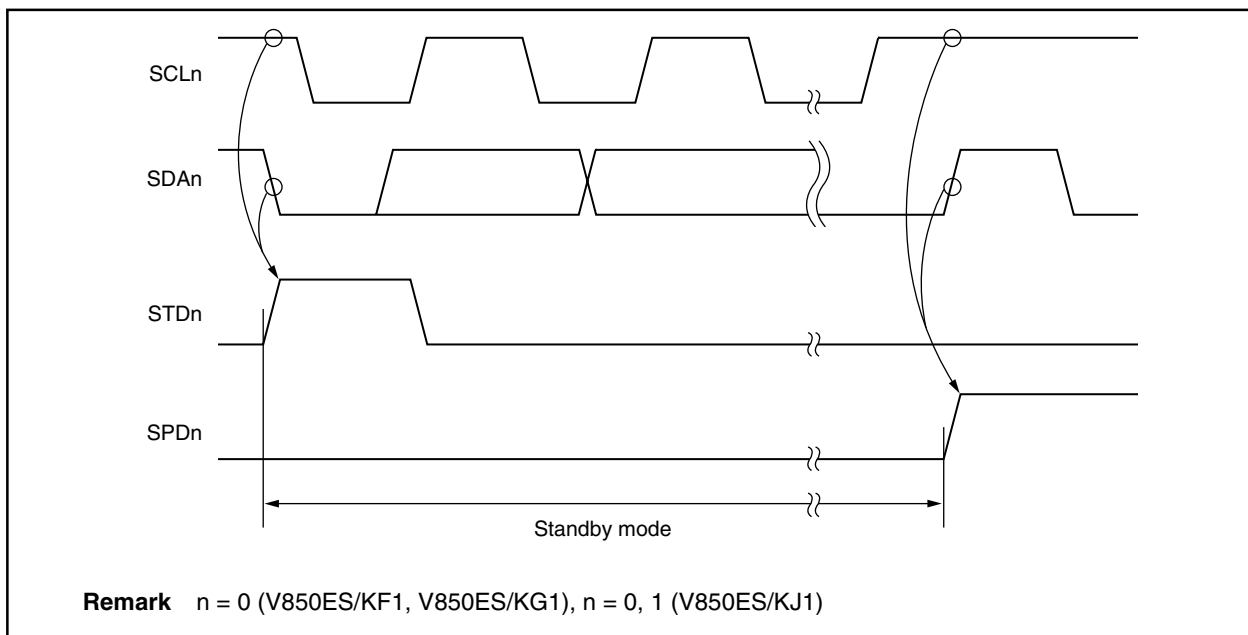 SCLn
SDAn
STDn
SPDn
Standby mode
Remark n = 0 (V850ES/KF1, V850ES/KG1), n = 0, 1 (V850ES/KJ1)